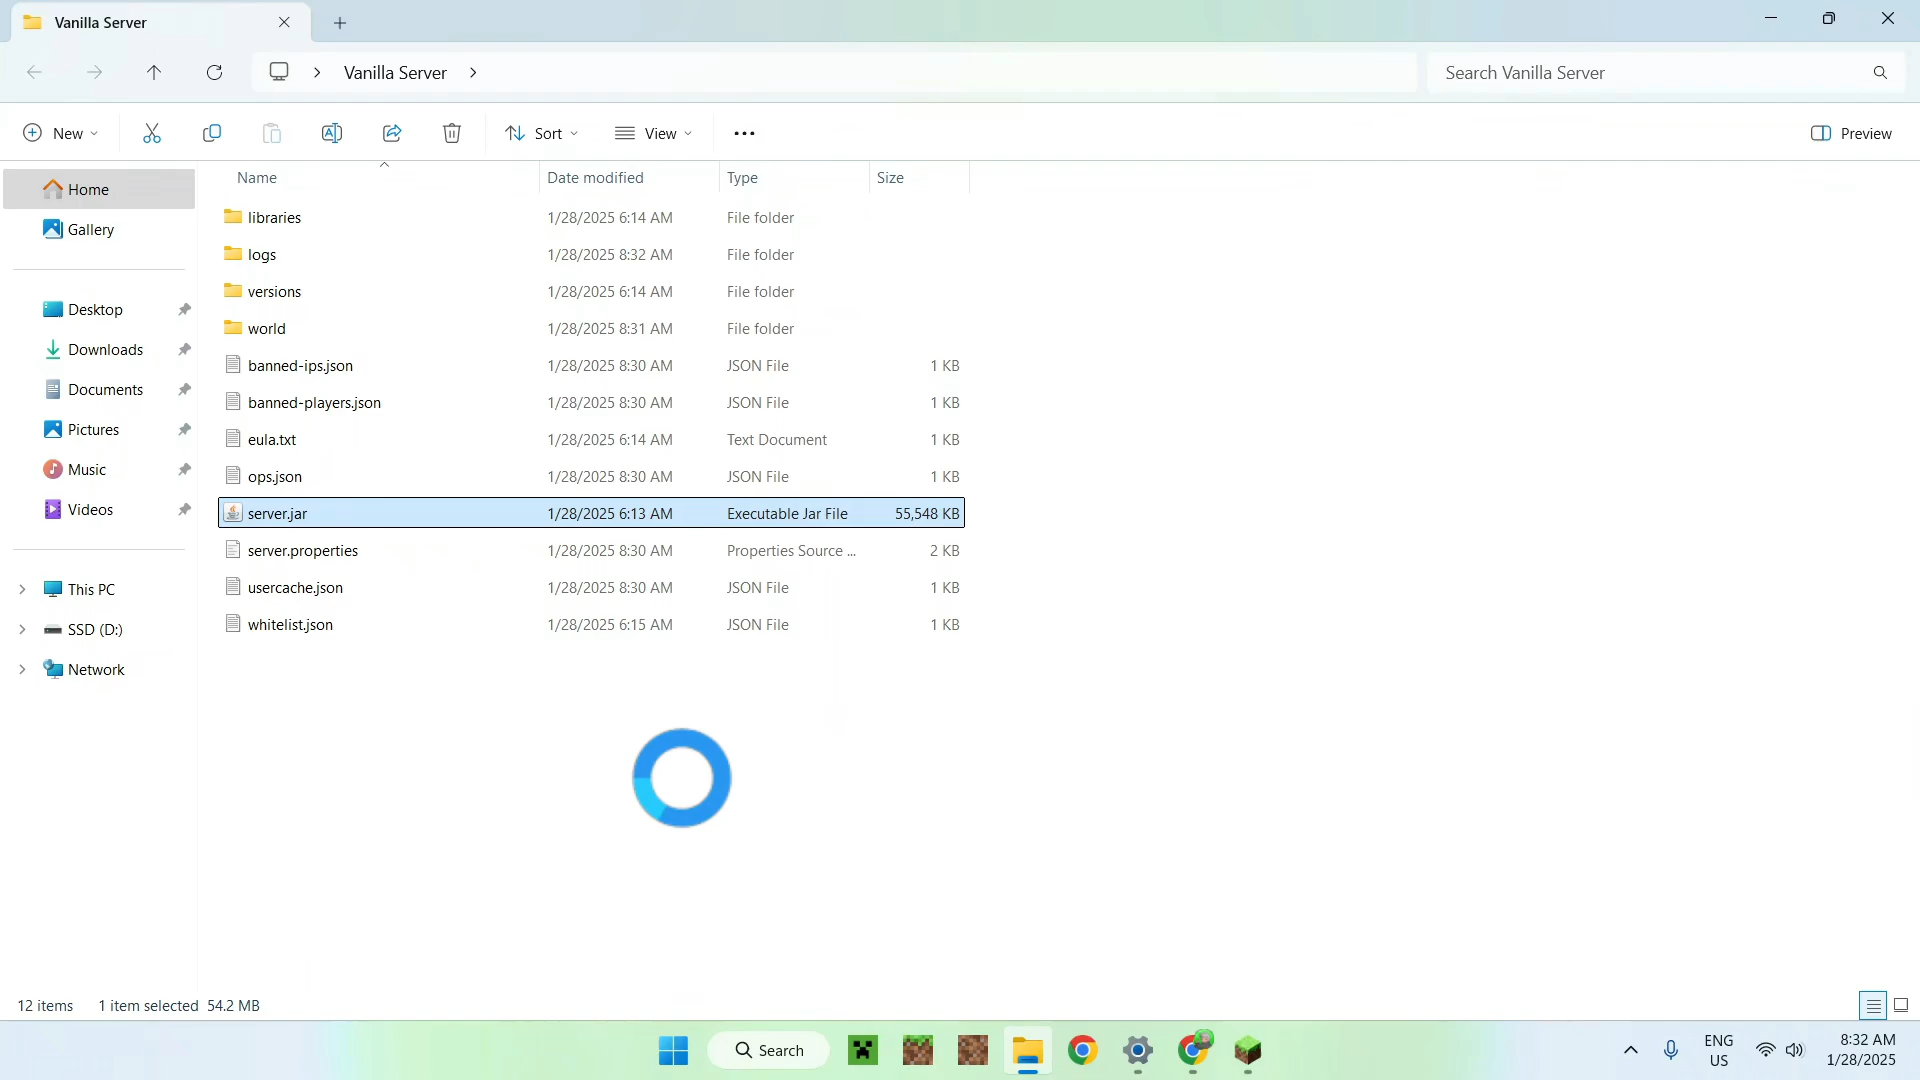 Vanilla Server
Vanilla Server
Search Vanilla Server
New
Sort
View
Preview
Name
Date modified
Type
Size
Home
Gallery
Desktop
Downloads
Documents
Pictures
Music
Videos
This PC
SSD (D:)
Network
libraries 1/28/2025 6:14 AM File folder
logs 1/28/2025 8:32 AM File folder
versions 1/28/2025 6:14 AM File folder
world 1/28/2025 8:31 AM File folder
banned-ips.json 1/28/2025 8:30 AM JSON File 1 KB
banned-players.json 1/28/2025 8:30 AM JSON File 1 KB
eula.txt 1/28/2025 6:14 AM Text Document 1 KB
ops.json 1/28/2025 8:30 AM JSON File 1 KB
server.jar 1/28/2025 6:13 AM Executable Jar File 55,548 KB
server.properties 1/28/2025 8:30 AM Properties Source ... 2 KB
usercache.json 1/28/2025 8:30 AM JSON File 1 KB
whitelist.json 1/28/2025 6:15 AM JSON File 1 KB
12 items 1 item selected 54.2 MB
Search
ENG
US
8:32 AM
1/28/2025